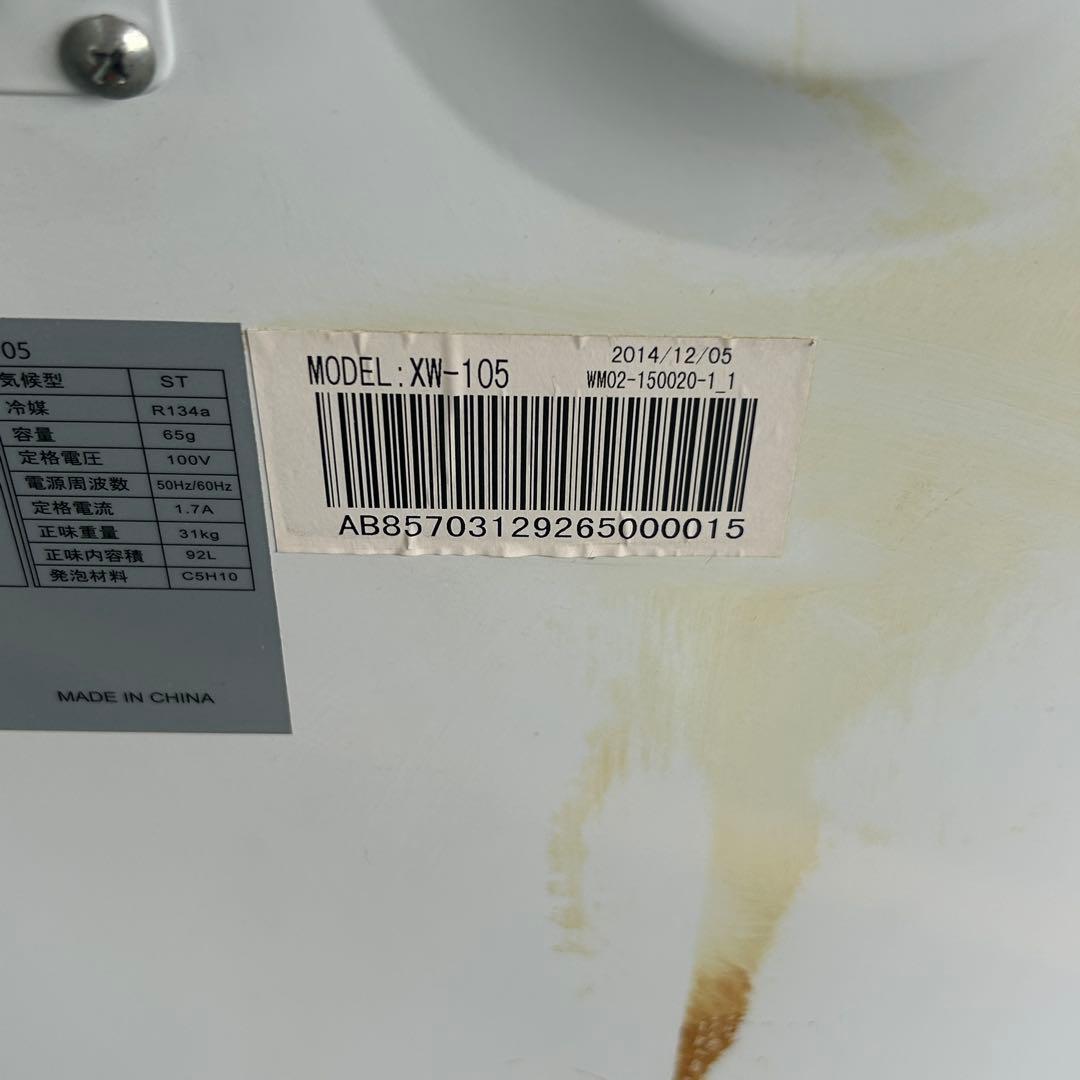 05
気候型 ST
冷媒 R134a
容量 65g
定格電圧 100V
電源周波数 50Hz/60Hz
定格電流 1.7A
正味重量 31kg
正味内容積 92L
発泡材料 C5H10
MADE IN CHINA
MODEL:XW-105
2014/12/05
WM02-150020-1_1
AB85703129265000015